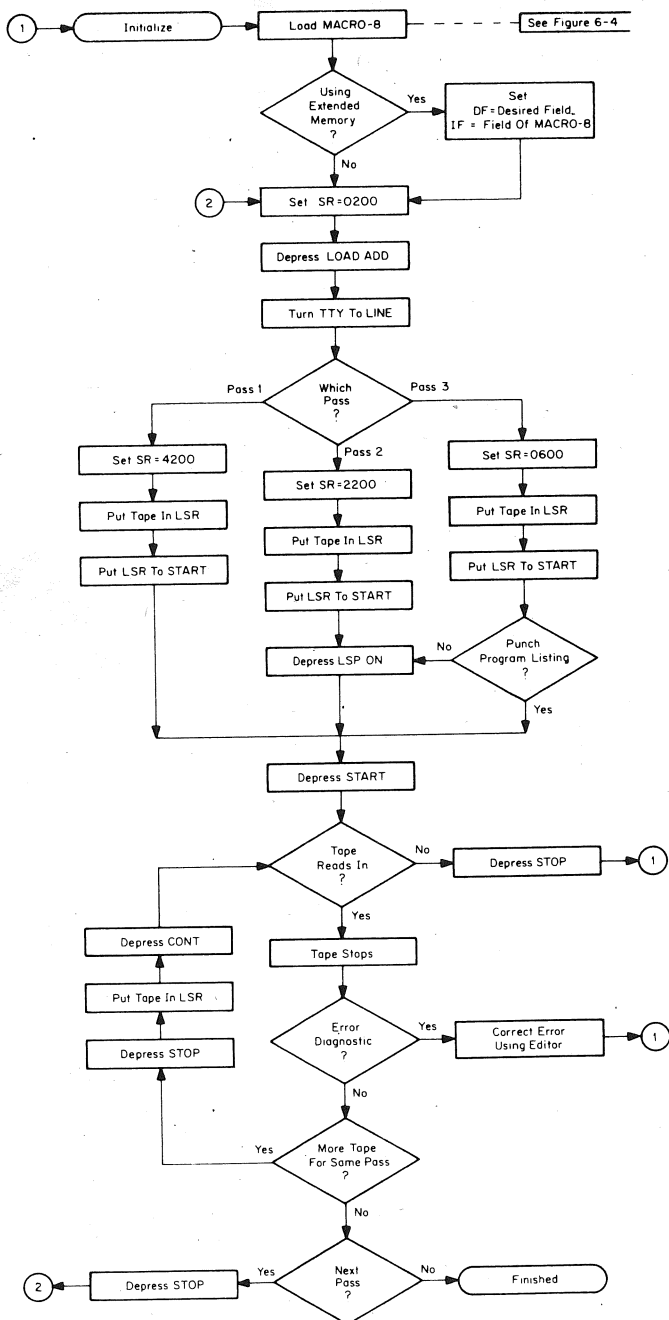 1
Initialize
Load MACRO-8
See Figure 6-4
Using
Extended
Memory
?
Yes
Set
DF=Desired Field.
IF = Field Of MACRO-8
No
2
Set SR=0200
Depress LOAD ADD
Turn TTY To LINE
Which
Pass
?
Pass 1
Pass 2
Pass 3
Set SR=4200
Put Tape In LSR
Put LSR To START
Set SR=2200
Put Tape In LSR
Put LSR To START
Depress LSP ON
Set SR=0600
Put Tape In LSR
Put LSR To START
Punch
Program Listing
?
No
Yes
Depress START
Tape
Reads In
?
No
Depress STOP
1
Yes
Tape Stops
Error
Diagnostic
?
Yes
Correct Error
Using Editor
1
No
More Tape
For Same Pass
?
Yes
Depress STOP
Put Tape In LSR
Depress CONT
No
Next
Pass
?
Yes
Depress STOP
2
No
Finished